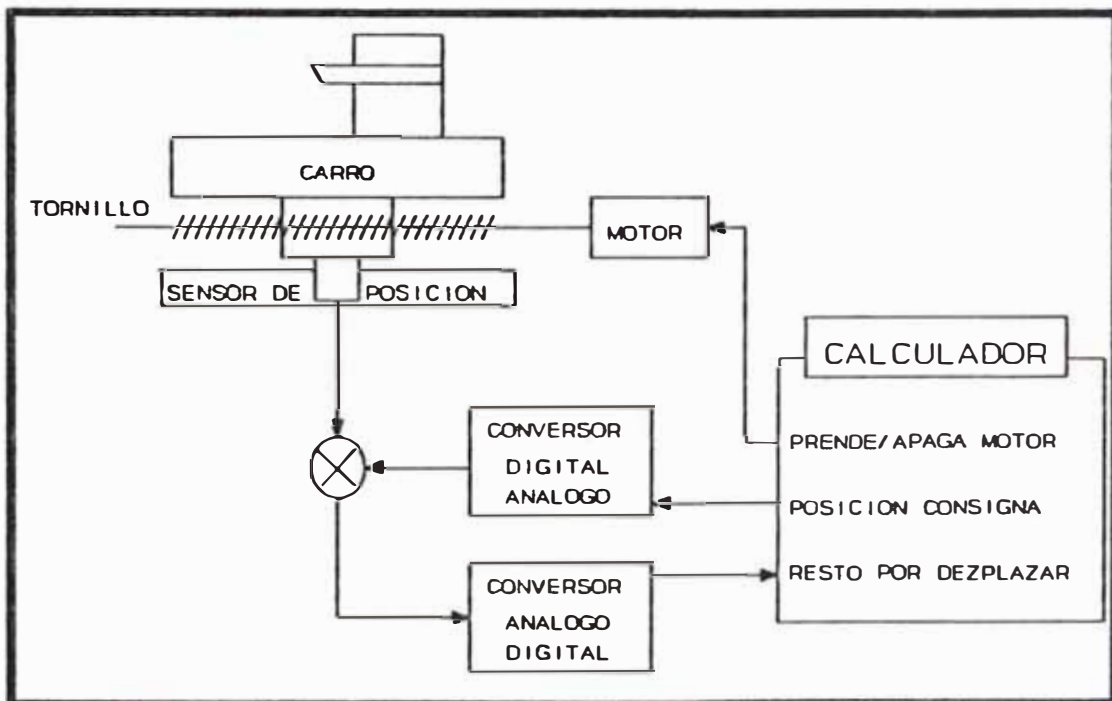 CARRO
TORNILLO
MOTOR
SENSOR DE POSICION
CALCULADOR
CONVERSOR
DIGITAL
ANALOGO
PRENDE/APAGA MOTOR
POSICION CONSIGNA
RESTO POR DEZPLAZAR
CONVERSOR
ANALOGO
DIGITAL